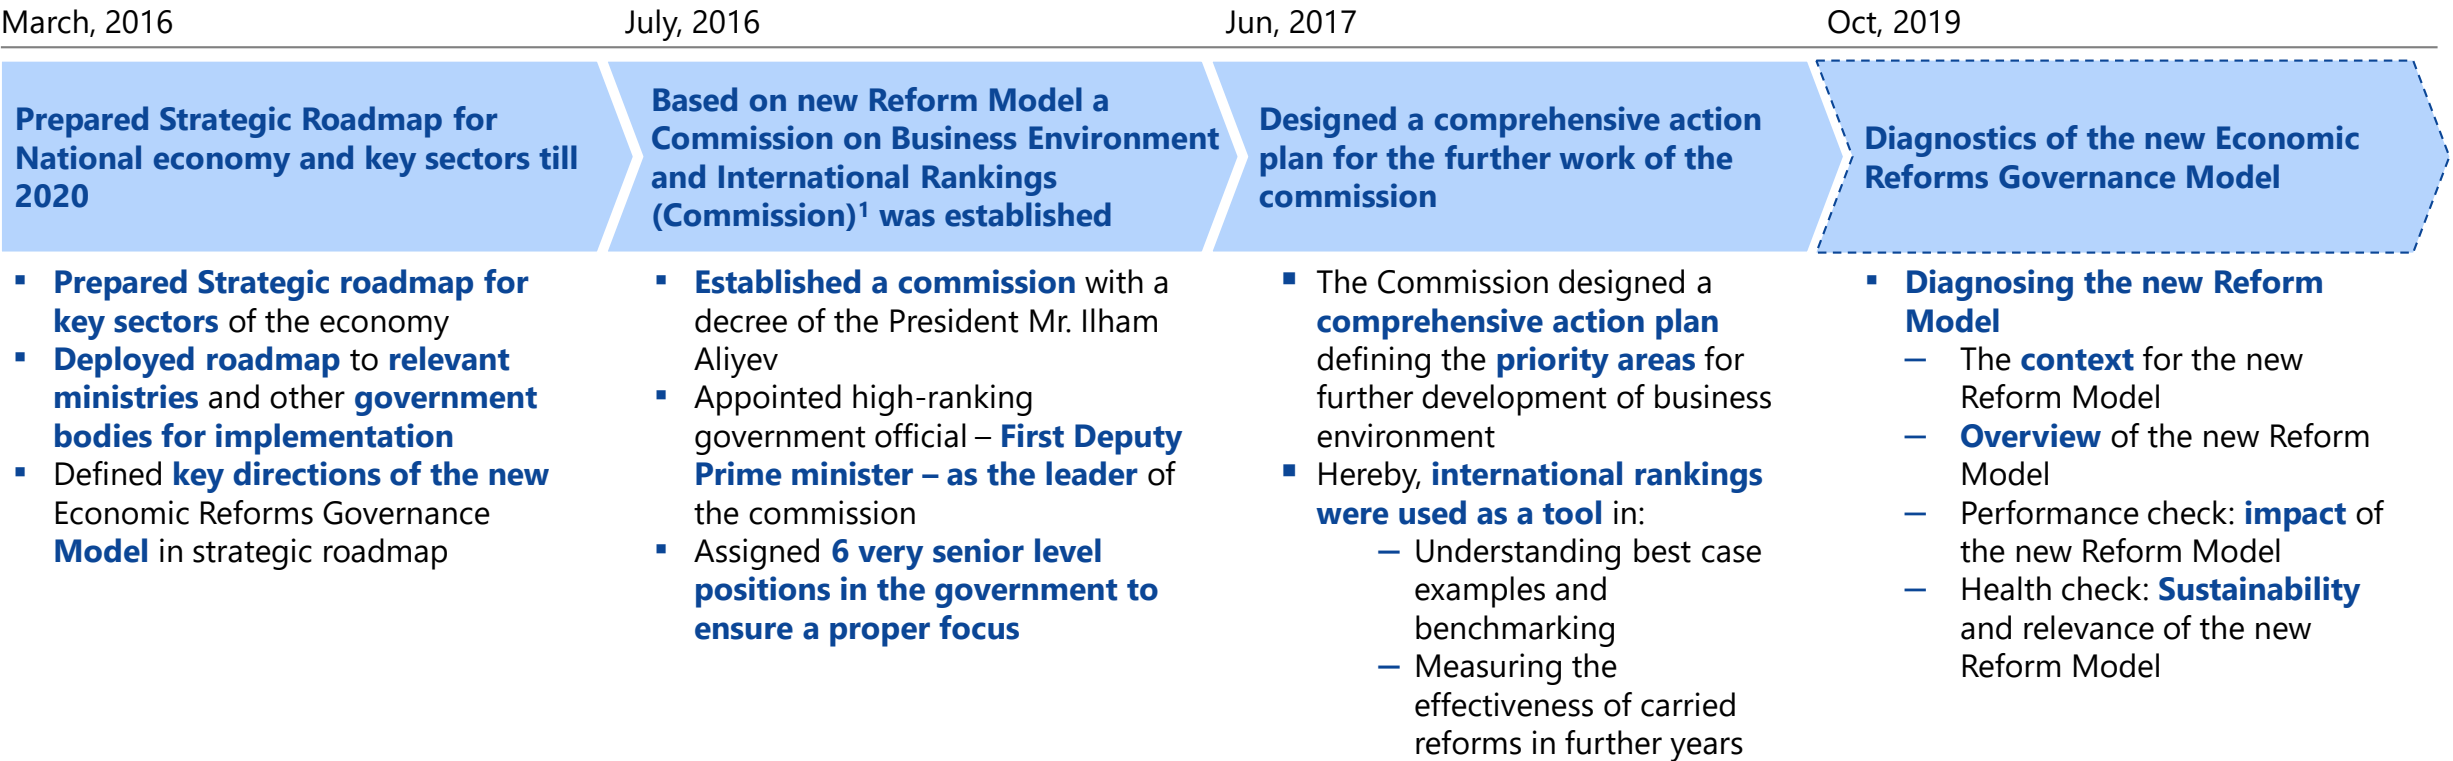 March, 2016
July, 2016
Jun, 2017
Oct, 2019
Prepared Strategic Roadmap for
National economy and key sectors till
2020
Based on new Reform Model a
Commission on Business Environment
and International Rankings
(Commission)¹ was established
Designed a comprehensive action
plan for the further work of the
commission
Diagnostics of the new Economic
Reforms Governance Model
▪ Prepared Strategic roadmap for
key sectors of the economy
▪ Deployed roadmap to relevant
ministries and other government
bodies for implementation
▪ Defined key directions of the new
Economic Reforms Governance
Model in strategic roadmap
▪ Established a commission with a
decree of the President Mr. Ilham
Aliyev
▪ Appointed high-ranking
government official – First Deputy
Prime minister – as the leader of
the commission
▪ Assigned 6 very senior level
positions in the government to
ensure a proper focus
▪ The Commission designed a
comprehensive action plan
defining the priority areas for
further development of business
environment
▪ Hereby, international rankings
were used as a tool in:
– Understanding best case
examples and
benchmarking
– Measuring the
effectiveness of carried
reforms in further years
▪ Diagnosing the new Reform
Model
– The context for the new
Reform Model
– Overview of the new Reform
Model
– Performance check: impact of
the new Reform Model
– Health check: Sustainability
and relevance of the new
Reform Model